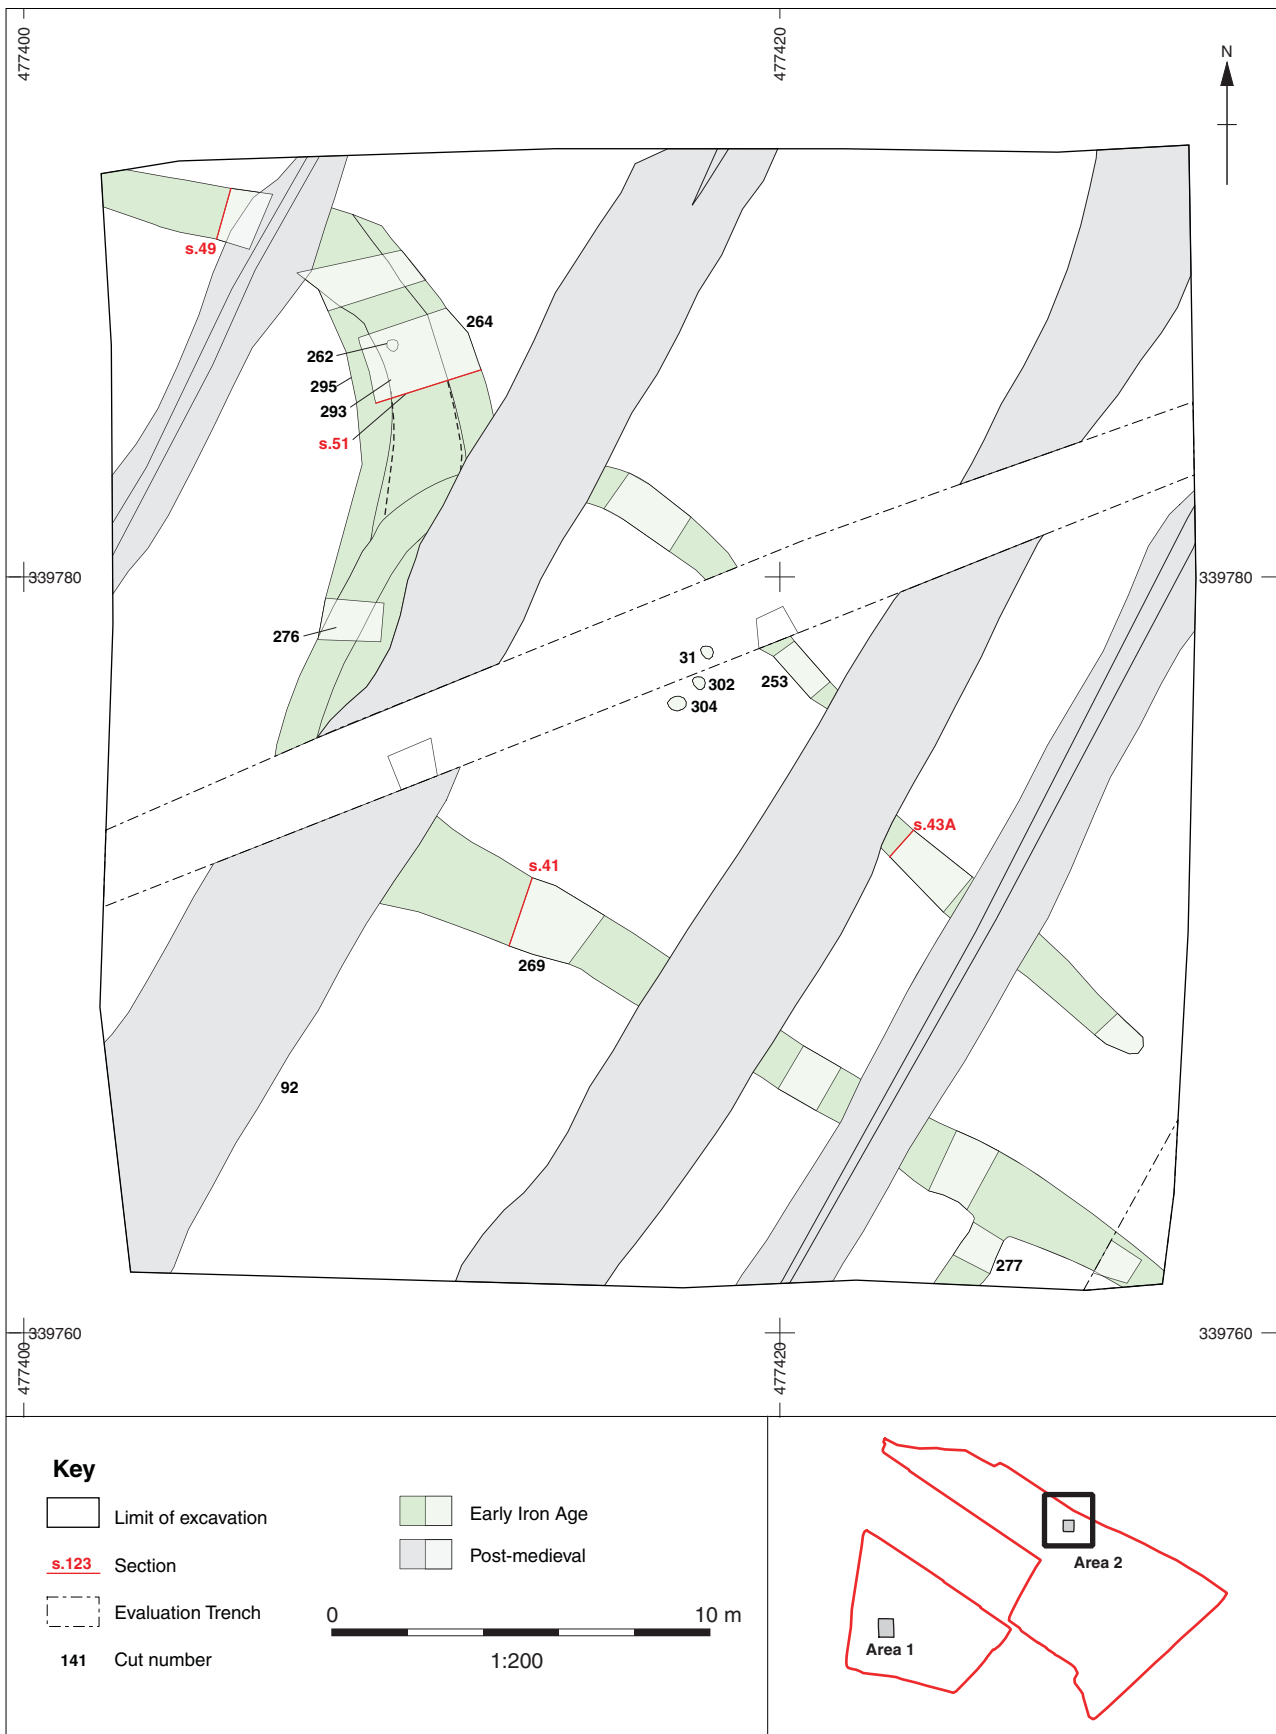 477400
477420
N
s.49
264
262
295
293
s.51
339780
339780
276
31
302
253
304
s.43A
s.41
269
92
277
339760
339760
477400
477420
Key
Limit of excavation
s.123 Section
Evaluation Trench
141 Cut number
Early Iron Age
Post-medieval
0 10 m
1:200
Area 2
Area 1